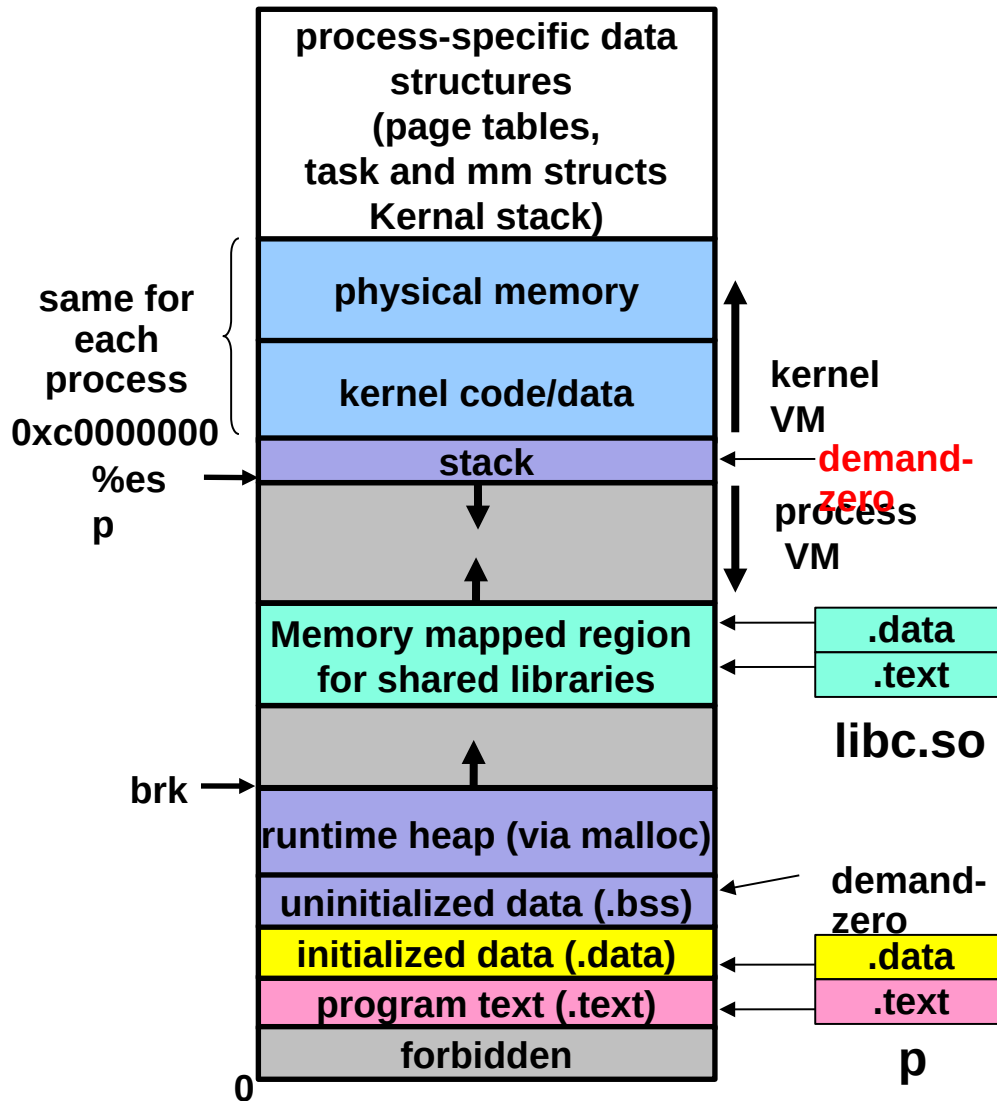 process-specific data
structures
(page tables,
task and mm structs
Kernal stack)
physical memory
same for
each
process
kernel code/data
kernel
VM
0xc0000000
stack
demand-
zero
%es
p
process
VM
Memory mapped region
for shared libraries
.data
.text
libc.so
brk
runtime heap (via malloc)
uninitialized data (.bss)
demand-
zero
initialized data (.data)
.data
program text (.text)
.text
forbidden
p
0